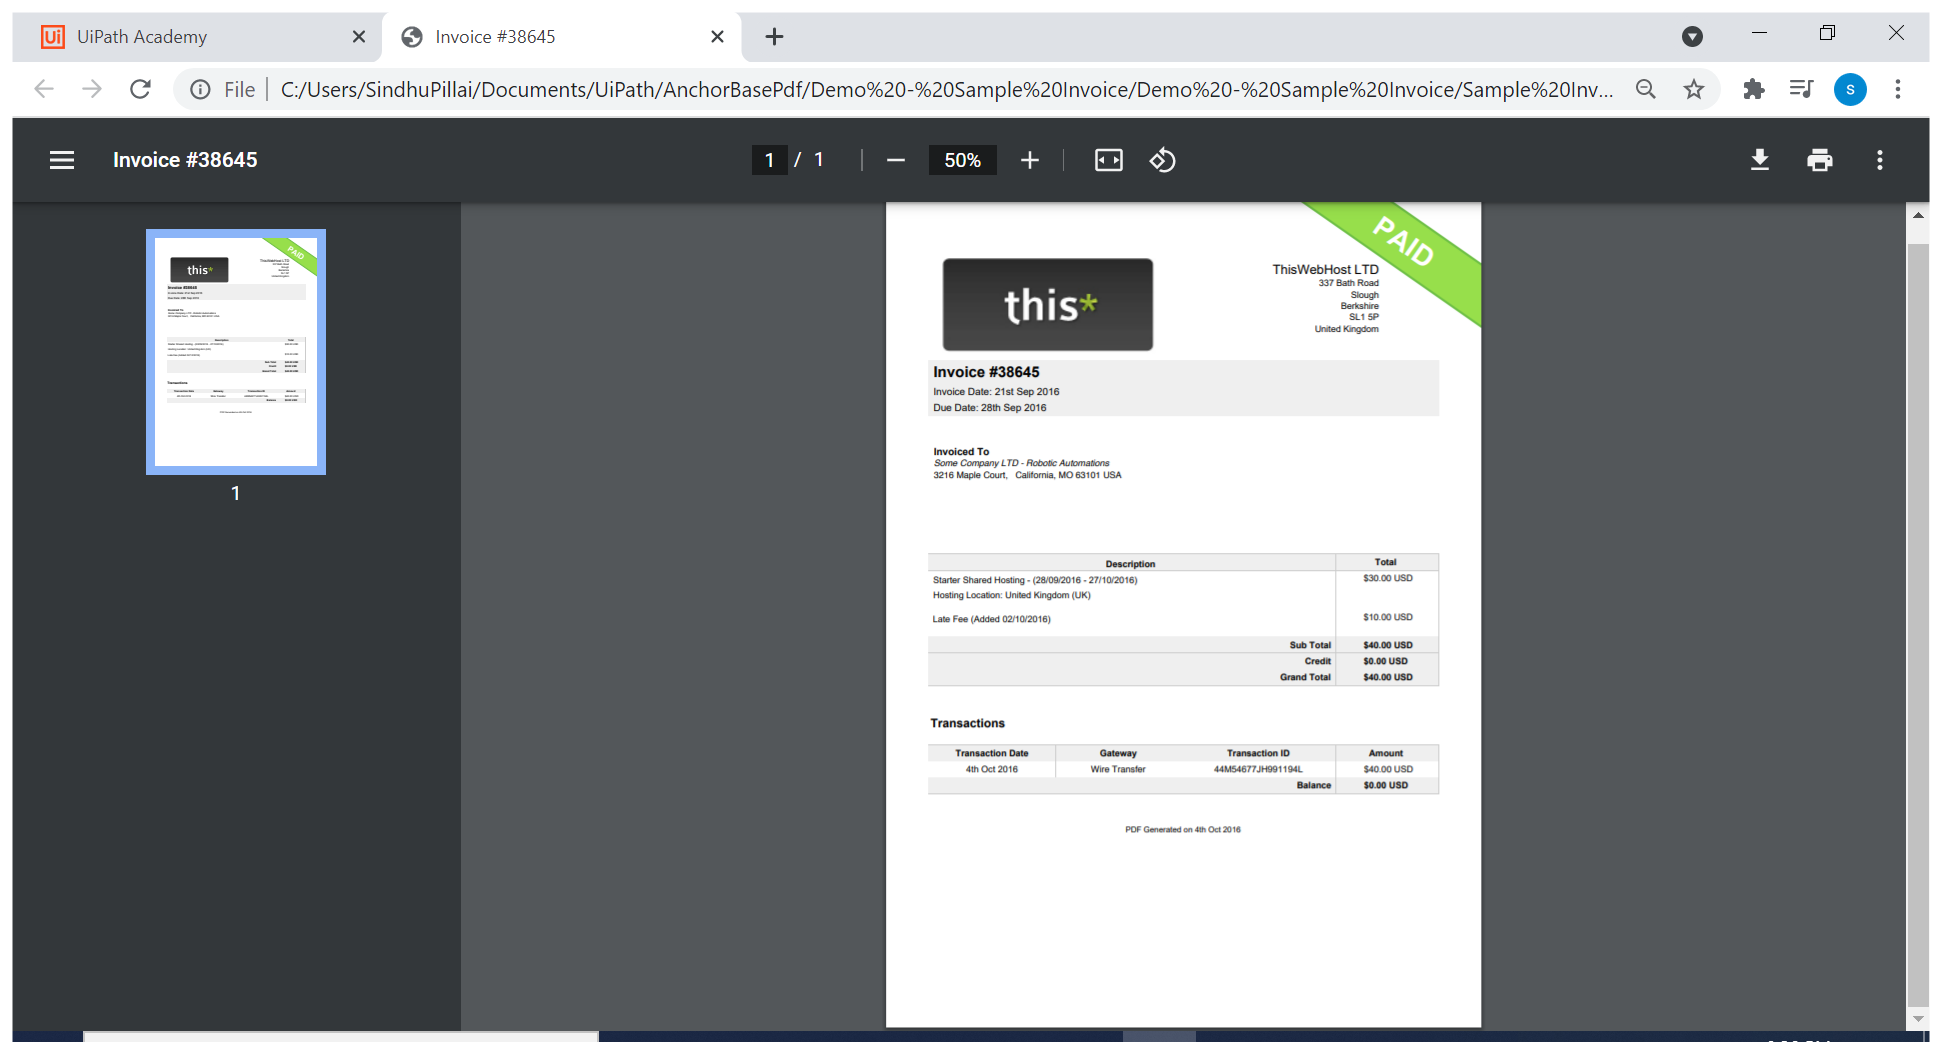 UiPath Academy
Invoice #38645
File
C:/Users/SindhuPillai/Documents/UiPath/AnchorBasePdf/Demo%20-%20Sample%20Invoice/Demo%20-%20Sample%20Invoice/Sample%20Inv...
S
Invoice #38645
1 / 1
50%
1
PAID
this*
ThisWebHost LTD
337 Bath Road
Slough
Berkshire
SL1 5P
United Kingdom
Invoice #38645
Invoice Date: 21st Sep 2016
Due Date: 28th Sep 2016
Invoiced To
Some Company LTD - Robotic Automations
3216 Maple Court, California, MO 63101 USA
Description Total
Starter Shared Hosting - (28/09/2016 - 27/10/2016) $30.00 USD
Hosting Location: United Kingdom (UK)
Late Fee (Added 02/10/2016) $10.00 USD
Sub Total $40.00 USD
Credit $0.00 USD
Grand Total $40.00 USD
Transactions
Transaction Date Gateway Transaction ID Amount
4th Oct 2016 Wire Transfer 44M54677JH991194L $40.00 USD
Balance $0.00 USD
PDF Generated on 4th Oct 2016